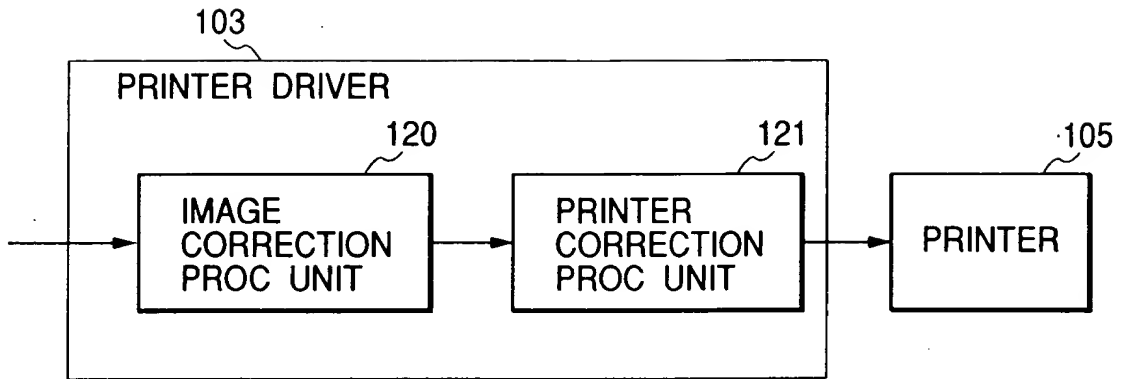 103
PRINTER DRIVER
120
121
105
IMAGE
CORRECTION
PROC UNIT
PRINTER
CORRECTION
PROC UNIT
PRINTER